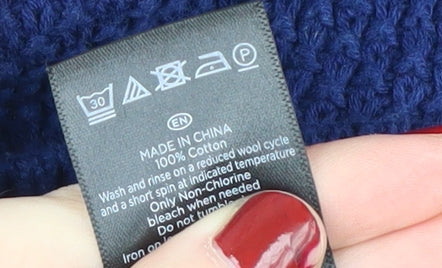 30 P
EN
MADE IN CHINA
100% Cotton
Wash and rinse on a reduced wool cycle
and a short spin at indicated temperature
Only Non-Chlorine
bleach when needed
Do not tumble
Iron on